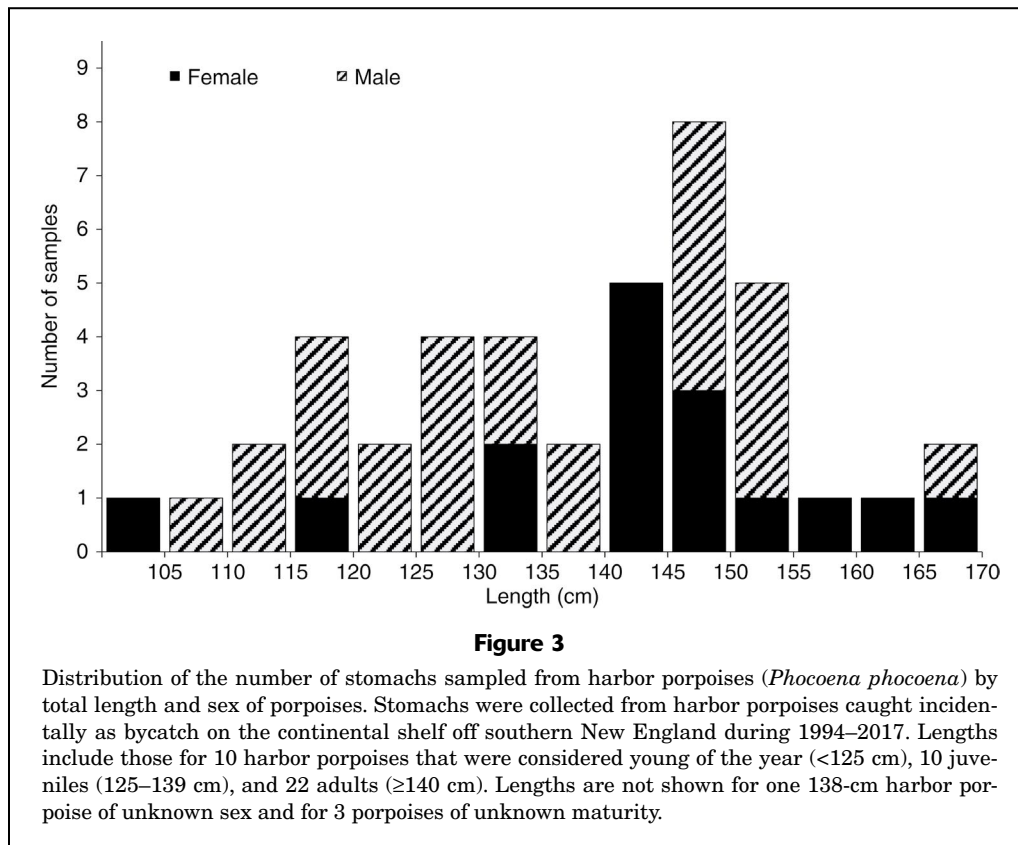 9
Female Male
8
7
6
5
4
3
2
1
0
Number of samples
105 110 115 120 125 130 135 140 145 150 155 160 165 170
Length (cm)
Figure 3
Distribution of the number of stomachs sampled from harbor porpoises (Phocoena phocoena) by
total length and sex of porpoises. Stomachs were collected from harbor porpoises caught inciden-
tally as bycatch on the continental shelf off southern New England during 1994–2017. Lengths
include those for 10 harbor porpoises that were considered young of the year (<125 cm), 10 juve-
niles (125–139 cm), and 22 adults (≥140 cm). Lengths are not shown for one 138-cm harbor por-
poise of unknown sex and for 3 porpoises of unknown maturity.